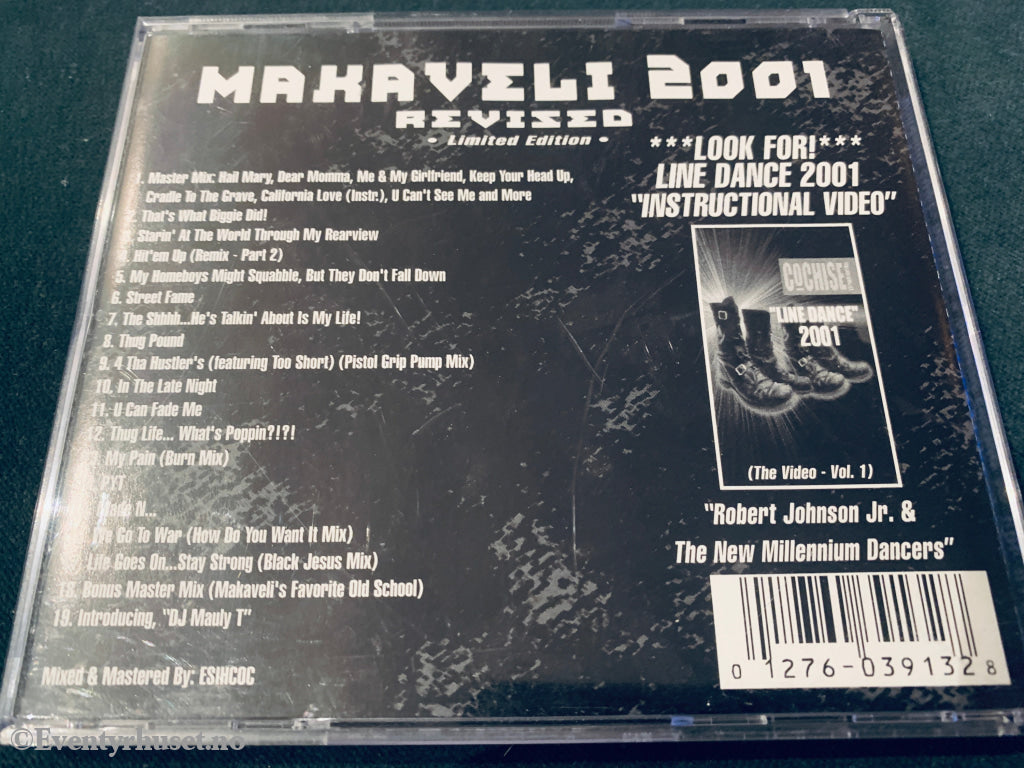 MAKAVELI 2001
REVISED
• Limited Edition •
1. Master Mix: Hail Mary, Dear Momma, Me & My Girlfriend, Keep Your Head Up,
Cradle To The Grave, California Love (Instr.), U Can't See Me and More
2. That's What Biggie Did!
3. Starin' At The World Through My Rearview
4. Hit'em Up (Remix - Part 2)
5. My Homeboys Might Squabble, But They Don't Fall Down
6. Street Fame
7. The Shhhh...He's Talkin' About Is My Life!
8. Thug Pound
9. 4 Tha Hustler's (featuring Too Short) (Pistol Grip Pump Mix)
10. In The Late Night
11. U Can Fade Me
12. Thug Life... What's Poppin?!?!
My Pain (Burn Mix)
N...
We Go To War (How Do You Want It Mix)
Life Goes On...Stay Strong (Black Jesus Mix)
18. Bonus Master Mix (Makaveli's Favorite Old School)
19. Introducing, "DJ Mauly T"
Mixed & Mastered By: ESIHCOC
***LOOK FOR!***
LINE DANCE 2001
"INSTRUCTIONAL VIDEO"
COCHISE
"LINE DANCE"
2001
(The Video - Vol. 1)
"Robert Johnson Jr. &
The New Millennium Dancers"
0 1276-03913 2 8
©Eventyrhuset.no